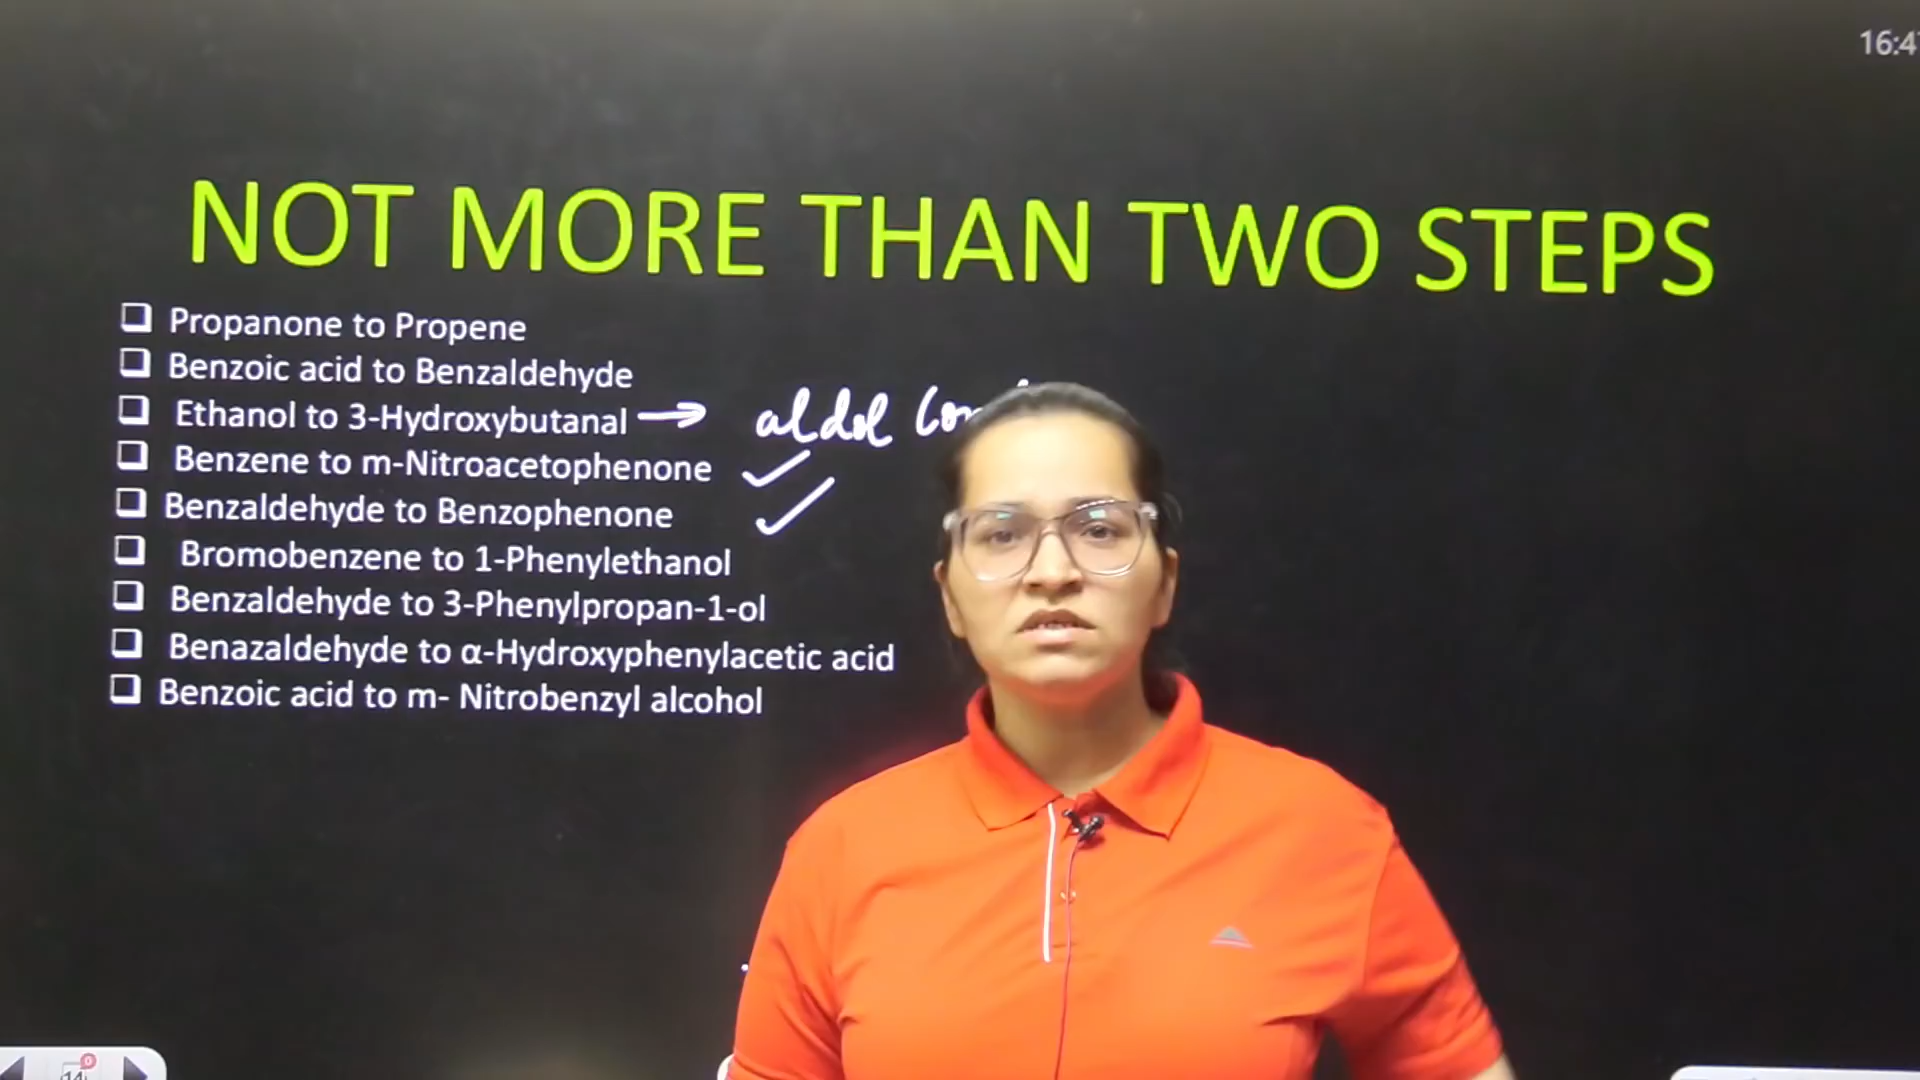 16:4
NOT MORE THAN TWO STEPS
Propanone to Propene
Benzoic acid to Benzaldehyde
Ethanol to 3-Hydroxybutanal → aldol
Benzene to m-Nitroacetophenone
Benzaldehyde to Benzophenone
Bromobenzene to 1-Phenylethanol
Benzaldehyde to 3-Phenylpropan-1-ol
Benazaldehyde to α-Hydroxyphenylacetic acid
Benzoic acid to m- Nitrobenzyl alcohol
0
14